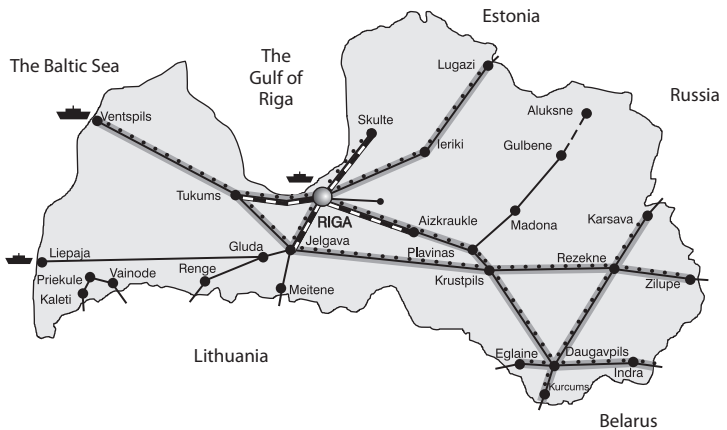 Estonia
The Baltic Sea
The
Gulf of
Riga
Lugazi
Russia
Ventspils
Skulte
Aluksne
Ieriki
Gulbene
Tukums
RIGA
Aizkraukle
Madona
Karsava
Liepaja
Gluda
Jelgava
Plavinas
Rezekne
Priekule
Vainode
Renge
Krustpils
Zilupe
Kaleti
Meitene
Lithuania
Eglaine
Daugavpils
Indra
Kurcums
Belarus